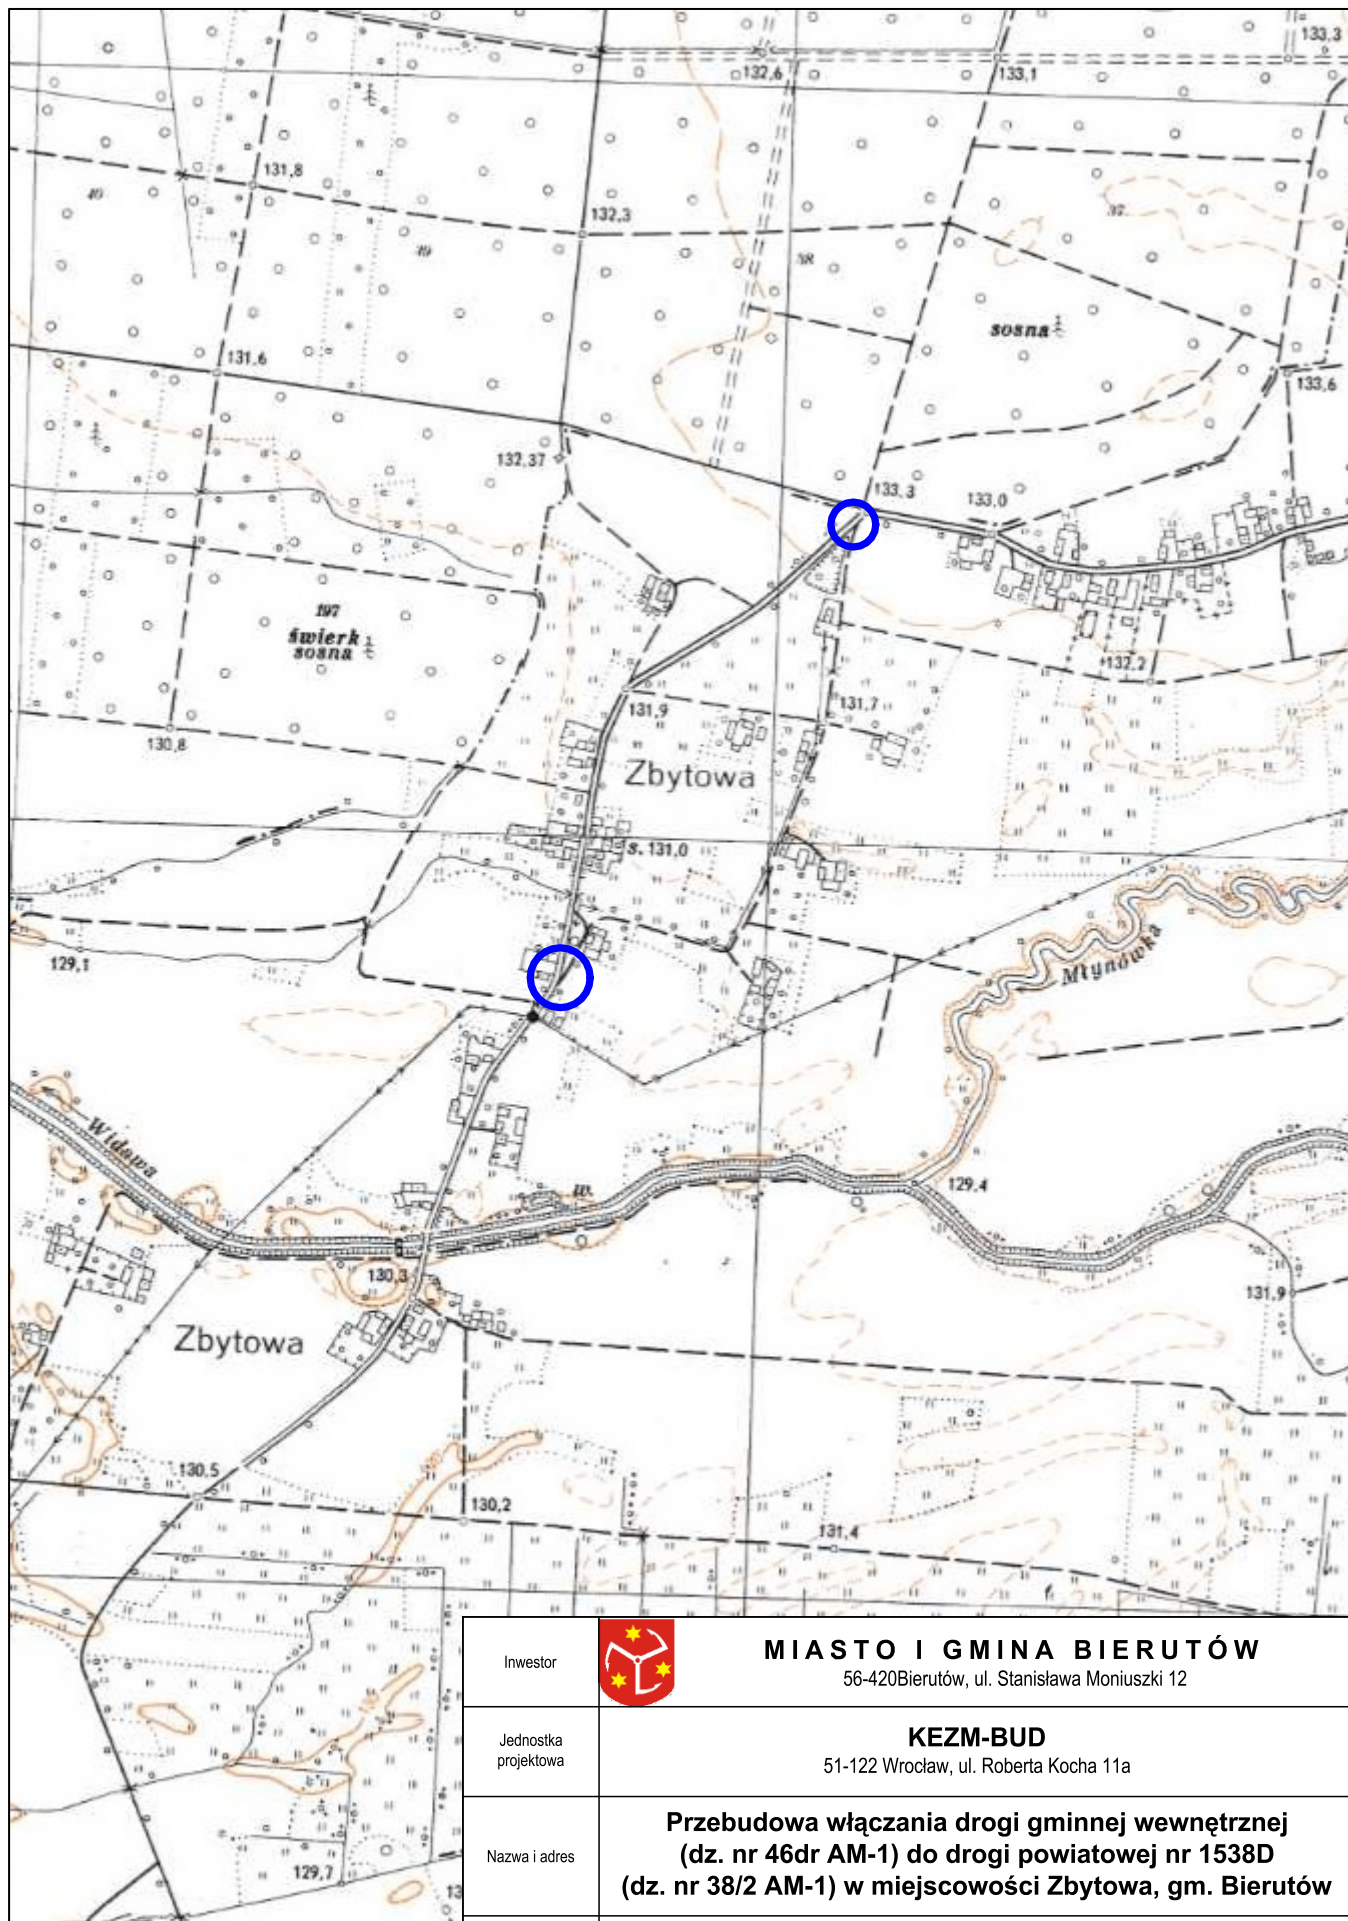 133,3
132,6
133,1
131,8
40
132,3
37
39
38
sosna
131,6
133,6
132,37
133,3
133,0
197
świerk
sosna
132,2
131,9
131,7
130,8
Zbytowa
s. 131,0
129,1
Młynówka
Widawa
129,4
w.
130,3
131,9
Zbytowa
130,5
130,2
131,4
129,7
13
Inwestor
MIASTO I GMINA BIERUTÓW
56-420Bierutów, ul. Stanisława Moniuszki 12
Jednostka
projektowa
KEZM-BUD
51-122 Wrocław, ul. Roberta Kocha 11a
Nazwa i adres
Przebudowa włączania drogi gminnej wewnętrznej
(dz. nr 46dr AM-1) do drogi powiatowej nr 1538D
(dz. nr 38/2 AM-1) w miejscowości Zbytowa, gm. Bierutów